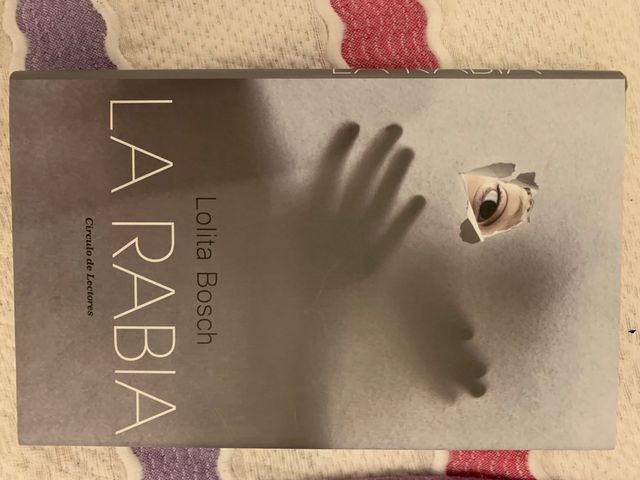 LA RABIA
Lolita Bosch
LA RABIA
Círculo de Lectores